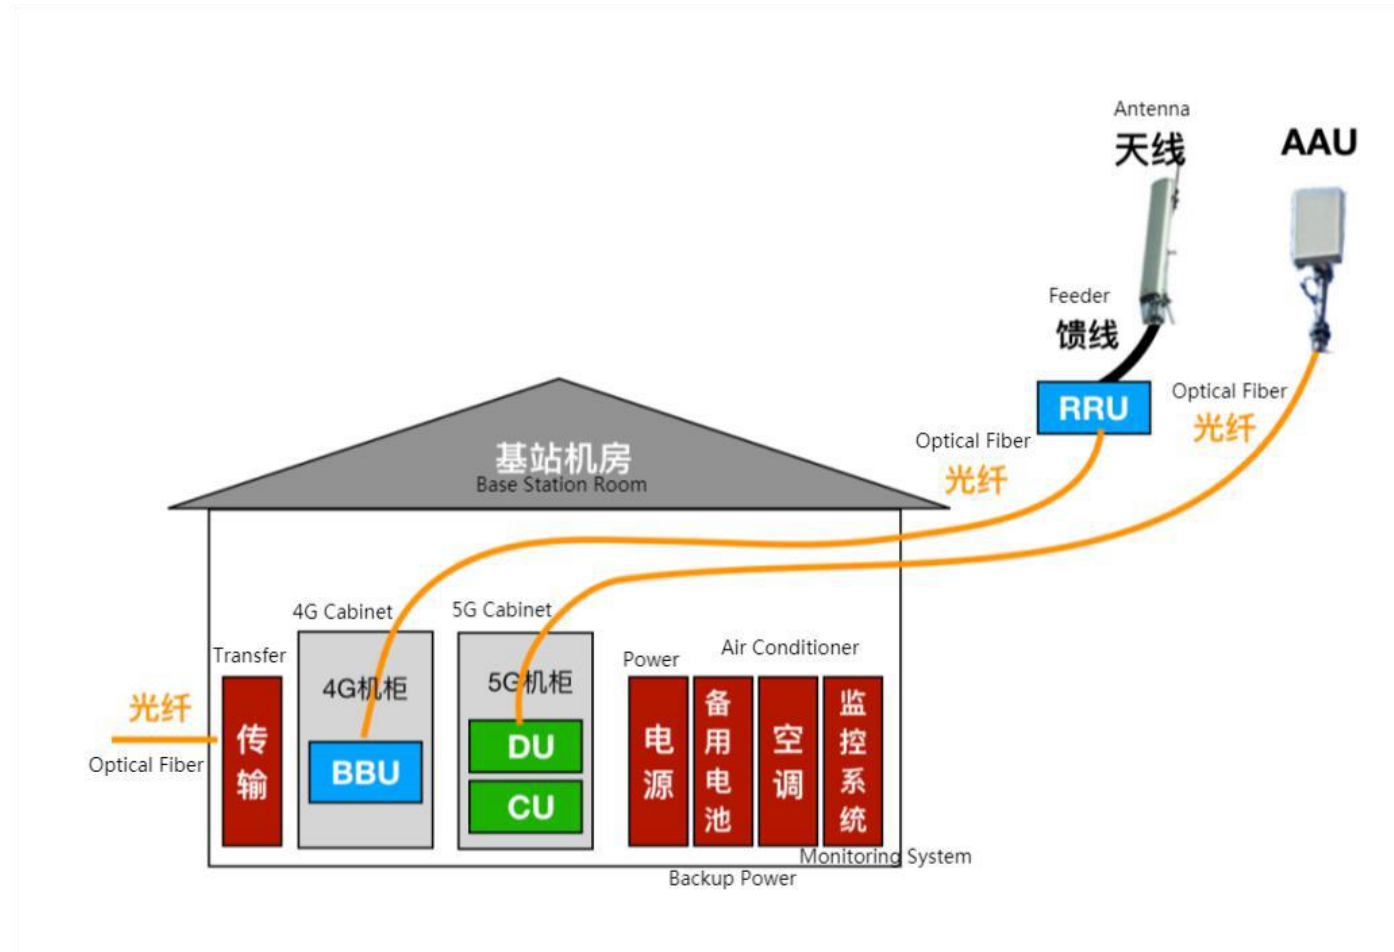 Antenna
天线
AAU
Feeder
馈线
RRU
Optical Fiber
光纤
Optical Fiber
光纤
基站机房
Base Station Room
4G Cabinet
5G Cabinet
Transfer
4G机柜
5G机柜
Power
Air Conditioner
光纤
Optical Fiber
传输
BBU
DU
CU
电源
备用电池
空调
监控系统
Monitoring System
Backup Power